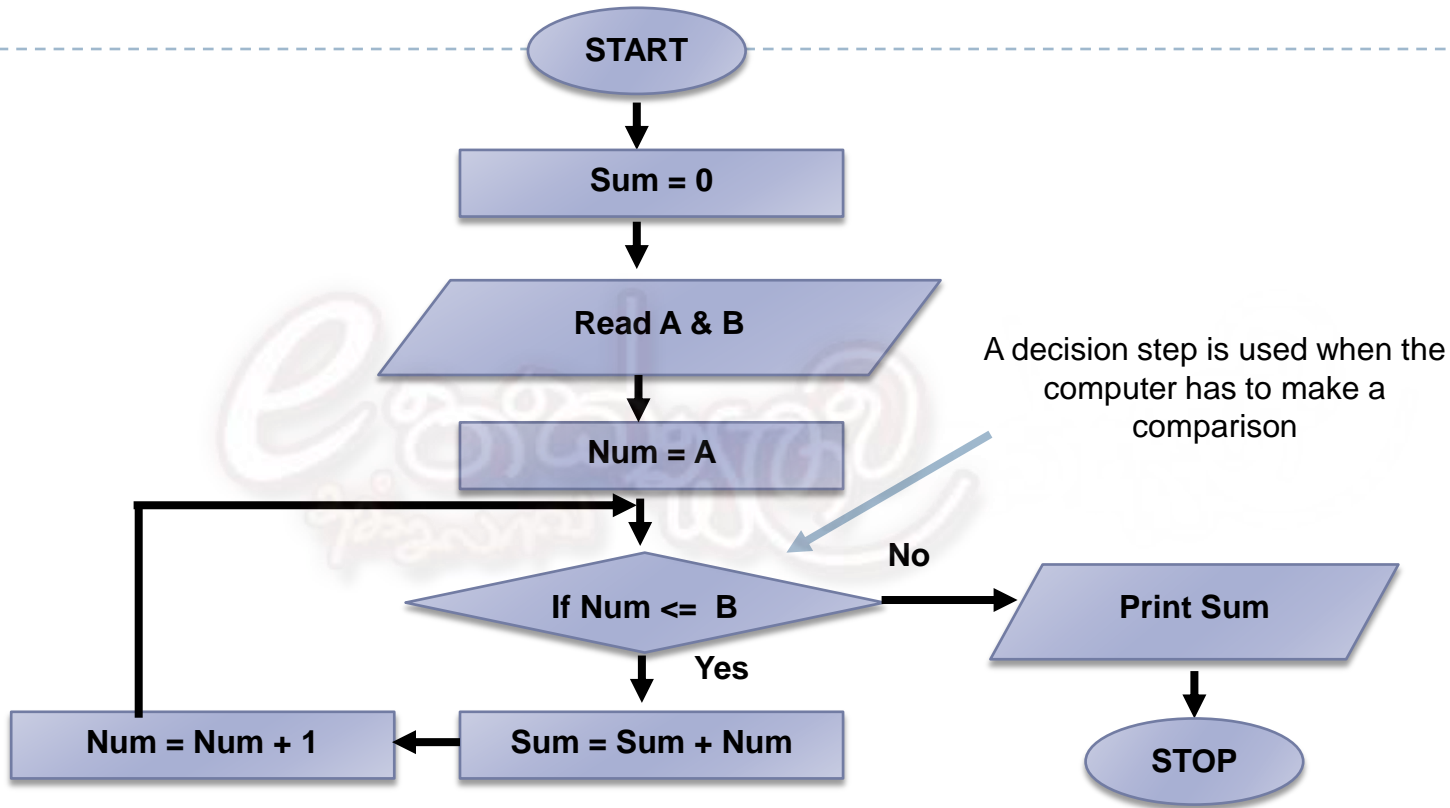 START
Sum = 0
Read A & B
A decision step is used when the
computer has to make a
comparison
Num = A
No
If Num <= B
Print Sum
Yes
Num = Num + 1
Sum = Sum + Num
STOP